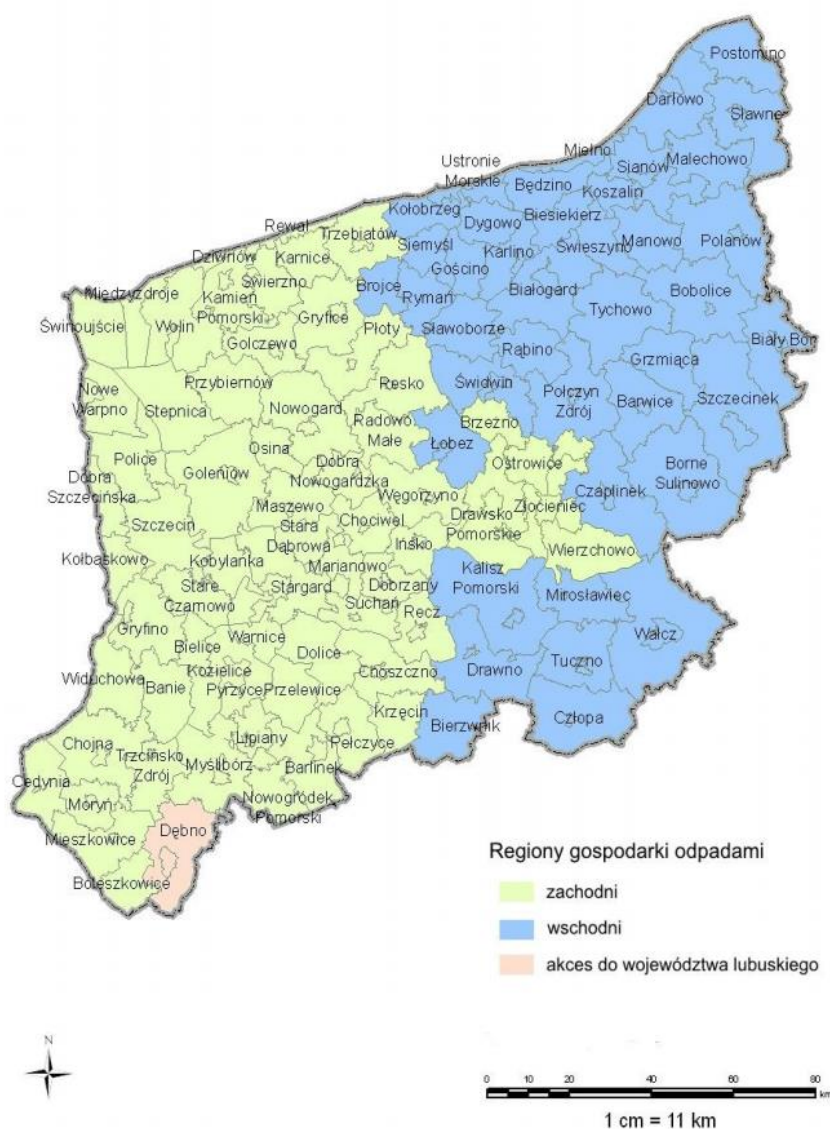 Postomino
Darłowo
Sławne
Mielno
Ustronie
Morskie
Sianów
Malechowo
Będzino
Koszalin
Kołobrzeg
Dygowo
Biesiekierz
Rewal
Trzebiatów
Siemyśl
Karlino
Świeszyno
Manowo
Polanów
Dziwnów
Karnice
Gościno
Świerzno
Brojce
Rymań
Białogard
Bobolice
Międzyzdroje
Kamień
Pomorski
Tychowo
Świnoujście
Wolin
Gryfice
Płoty
Sławoborze
Golczewo
Rąbino
Grzmiąca
Biały Bór
Przybiernów
Resko
Świdwin
Połczyn
Zdrój
Barwice
Szczecinek
Nowe
Warpno
Stepnica
Nowogard
Radowo
Małe
Brzeżno
Łobez
Osina
Police
Goleniów
Dobra
Nowogardzka
Ostrowice
Borne
Sulinowo
Dobra
Szczecińska
Węgorzyno
Czaplinek
Maszewo
Złocieniec
Szczecin
Stara
Dąbrowa
Chociwel
Drawsko
Pomorskie
Ińsko
Wierzchowo
Kołbaskowo
Kobylanka
Marianowo
Kalisz
Pomorski
Stare
Czarnowo
Stargard
Dobrzany
Suchań
Mirosławiec
Recz
Gryfino
Warnice
Wałcz
Bielice
Dolice
Kozielice
Choszczno
Drawno
Tuczno
Widuchowa
Banie
Pyrzyce
Przelewice
Krzęcin
Bierzwnik
Człopa
Chojna
Lipiany
Pełczyce
Trzcińsko
Zdrój
Myślibórz
Barlinek
Cedynia
Moryń
Nowogródek
Pomorski
Mieszkowice
Dębno
Boleszkowice
Regiony gospodarki odpadami
zachodni
wschodni
akces do województwa lubuskiego
N
0 10 20 40 60 80
km
1 cm = 11 km